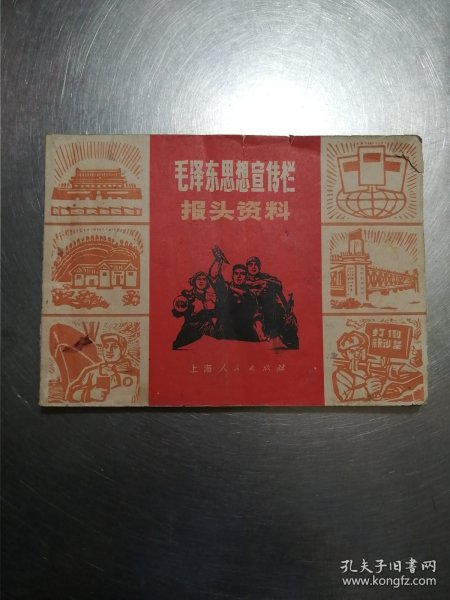 毛泽东思想宣传栏
报头资料
上海人民出版社
打倒
新沙皇
孔夫子旧书网
www.kongfz.com